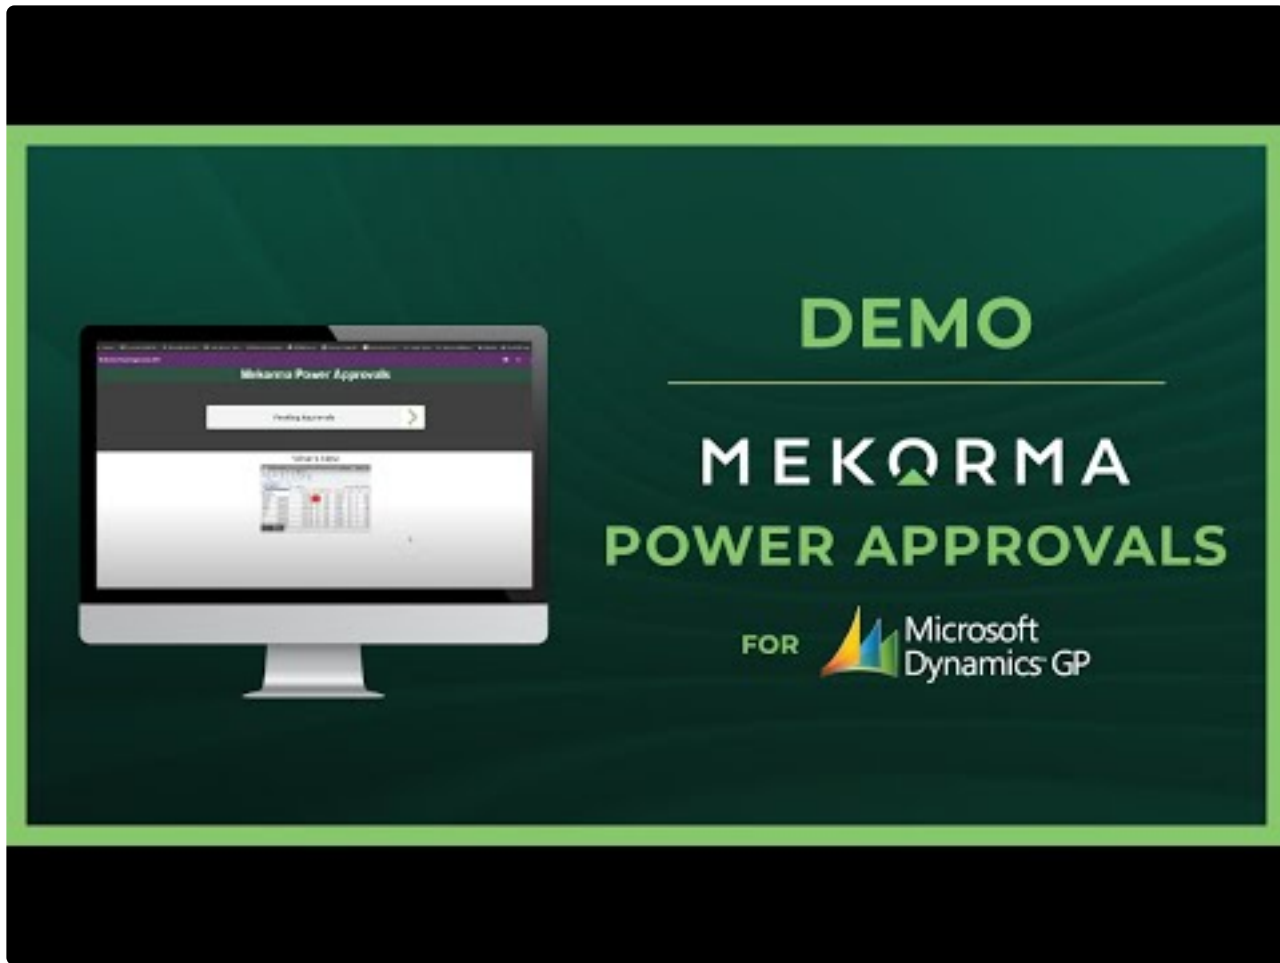 Mekorma Power Approvals
Pending Approvals
DEMO
MEKORMA
POWER APPROVALS
FOR
Microsoft
Dynamics GP